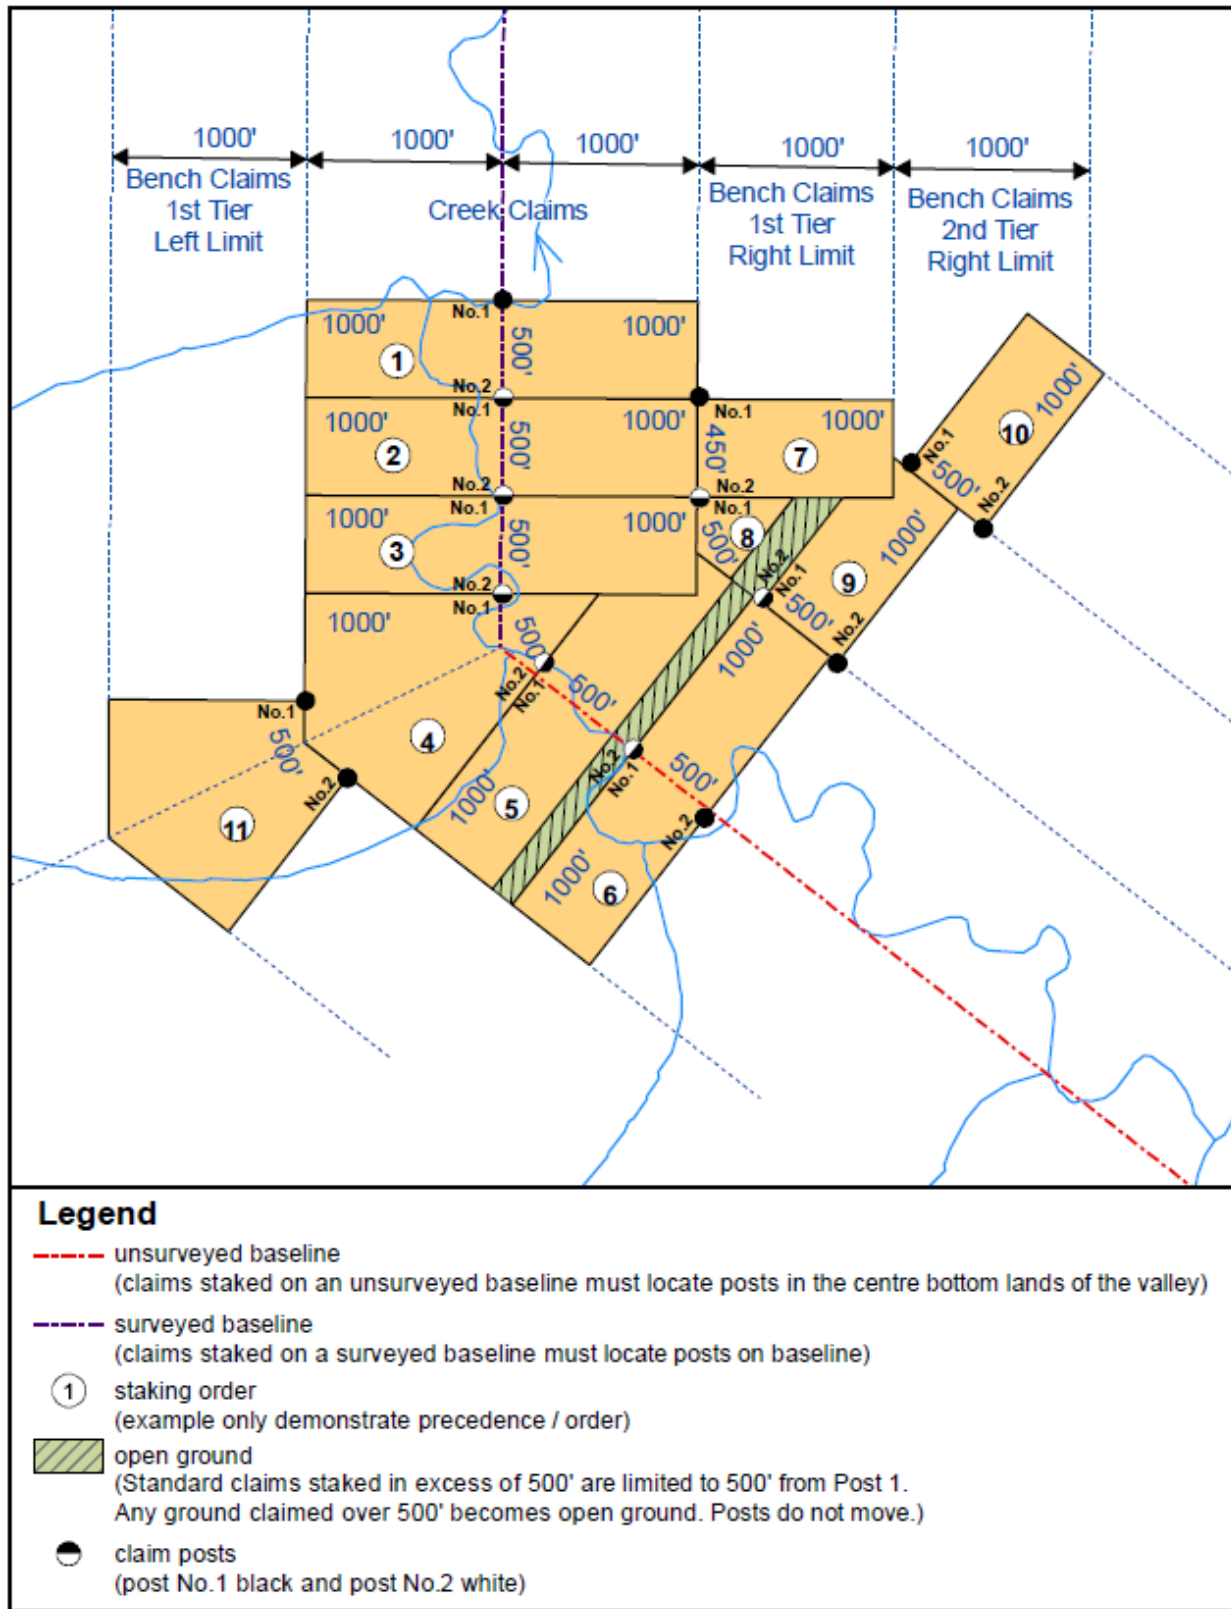 1000'
1000'
1000'
1000'
1000'
Bench Claims
1st Tier
Left Limit
Creek Claims
Bench Claims
1st Tier
Right Limit
Bench Claims
2nd Tier
Right Limit
No.1
1000'
500'
1000'
1
No.2
No.1
1000'
500'
1000'
2
No.1
1000'
450'
7
No.2
No.1
1000'
500'
1000'
3
No.2
No.1
No.2
No.1
500'
8
No.2
No.1
500'
9
1000'
No.2
No.1
500'
No.2
10
1000'
1000'
500'
No.2
No.1
4
500'
1000'
No.1
500'
No.2
11
1000'
5
No.2
No.1
500'
No.2
1000'
6
Legend
unsurveyed baseline
(claims staked on an unsurveyed baseline must locate posts in the centre bottom lands of the valley)
surveyed baseline
(claims staked on a surveyed baseline must locate posts on baseline)
1 staking order
(example only demonstrate precedence / order)
open ground
(Standard claims staked in excess of 500' are limited to 500' from Post 1.
Any ground claimed over 500' becomes open ground. Posts do not move.)
claim posts
(post No.1 black and post No.2 white)